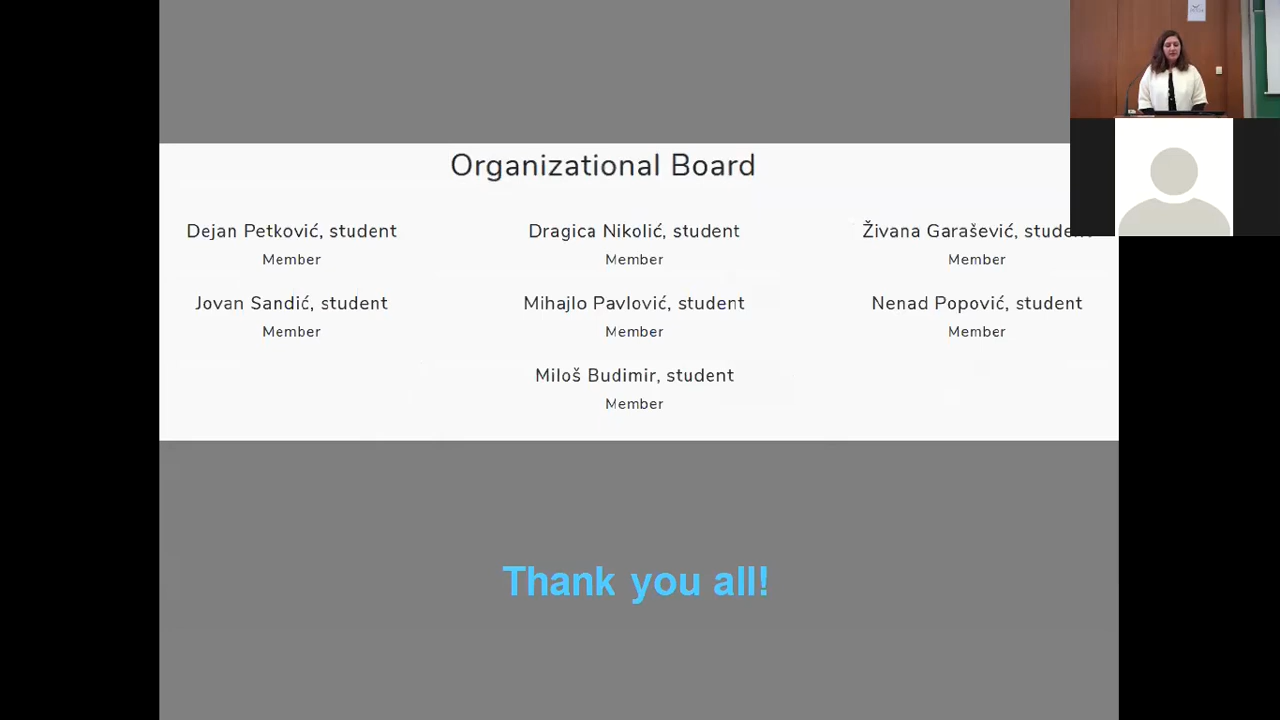 Organizational Board
Dejan Petković, student
Member
Dragica Nikolić, student
Member
Živana Garašević, student
Member
Jovan Sandić, student
Member
Mihajlo Pavlović, student
Member
Nenad Popović, student
Member
Miloš Budimir, student
Member
Thank you all!